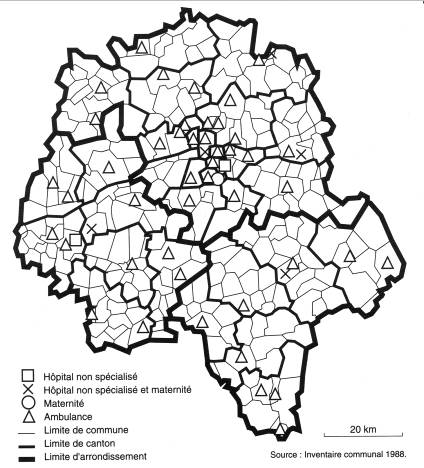 Hôpital non spécialisé
Hôpital non spécialisé et maternité
Maternité
Ambulance
Limite de commune
Limite de canton
Limite d'arrondissement
20 km
Source : Inventaire communal 1988.